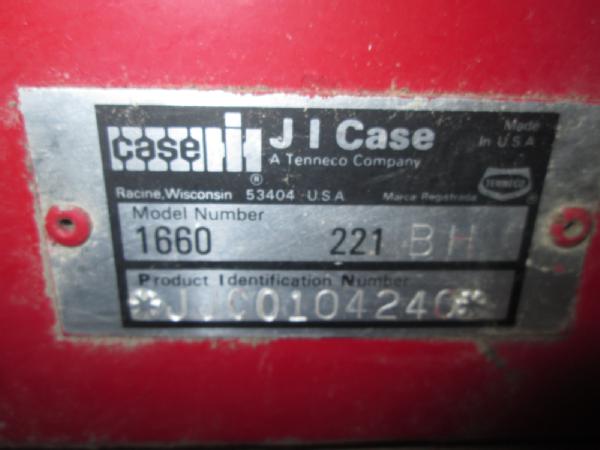 case IH J I Case Made
A Tenneco Company In U.S.A
®
Racine, Wisconsin 53404 U.S.A Marca Registrada TENNECO
Model Number
1660 221 BH
Product Identification Number
*JJC0104240*